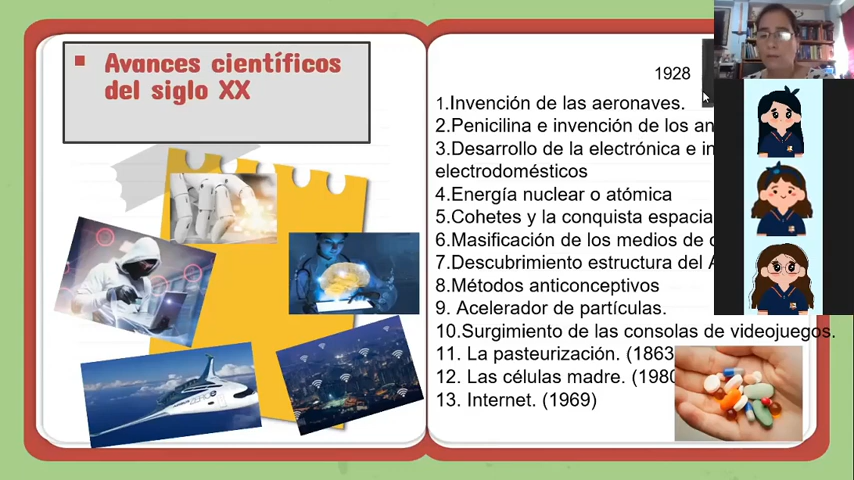 ▪ Avances científicos
del siglo XX
1928
1.Invención de las aeronaves.
2.Penicilina e invención de los
3.Desarrollo de la electrónica e
electrodomésticos
4.Energía nuclear o atómica
5.Cohetes y la conquista
6.Masificación de los medios de
7.Descubrimiento estructura del
8.Métodos anticonceptivos
9. Acelerador de partículas.
10.Surgimiento de las consolas de videojuegos.
11. La pasteurización. (1863
12. Las células madre. (1980
13. Internet. (1969)